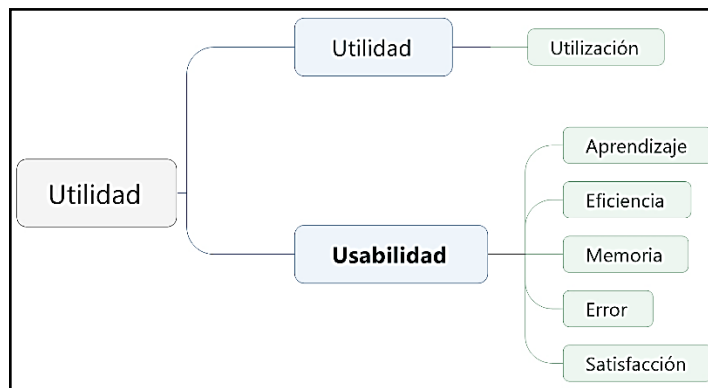 Utilidad
Utilidad
Utilización
Usabilidad
Aprendizaje
Eficiencia
Memoria
Error
Satisfacción